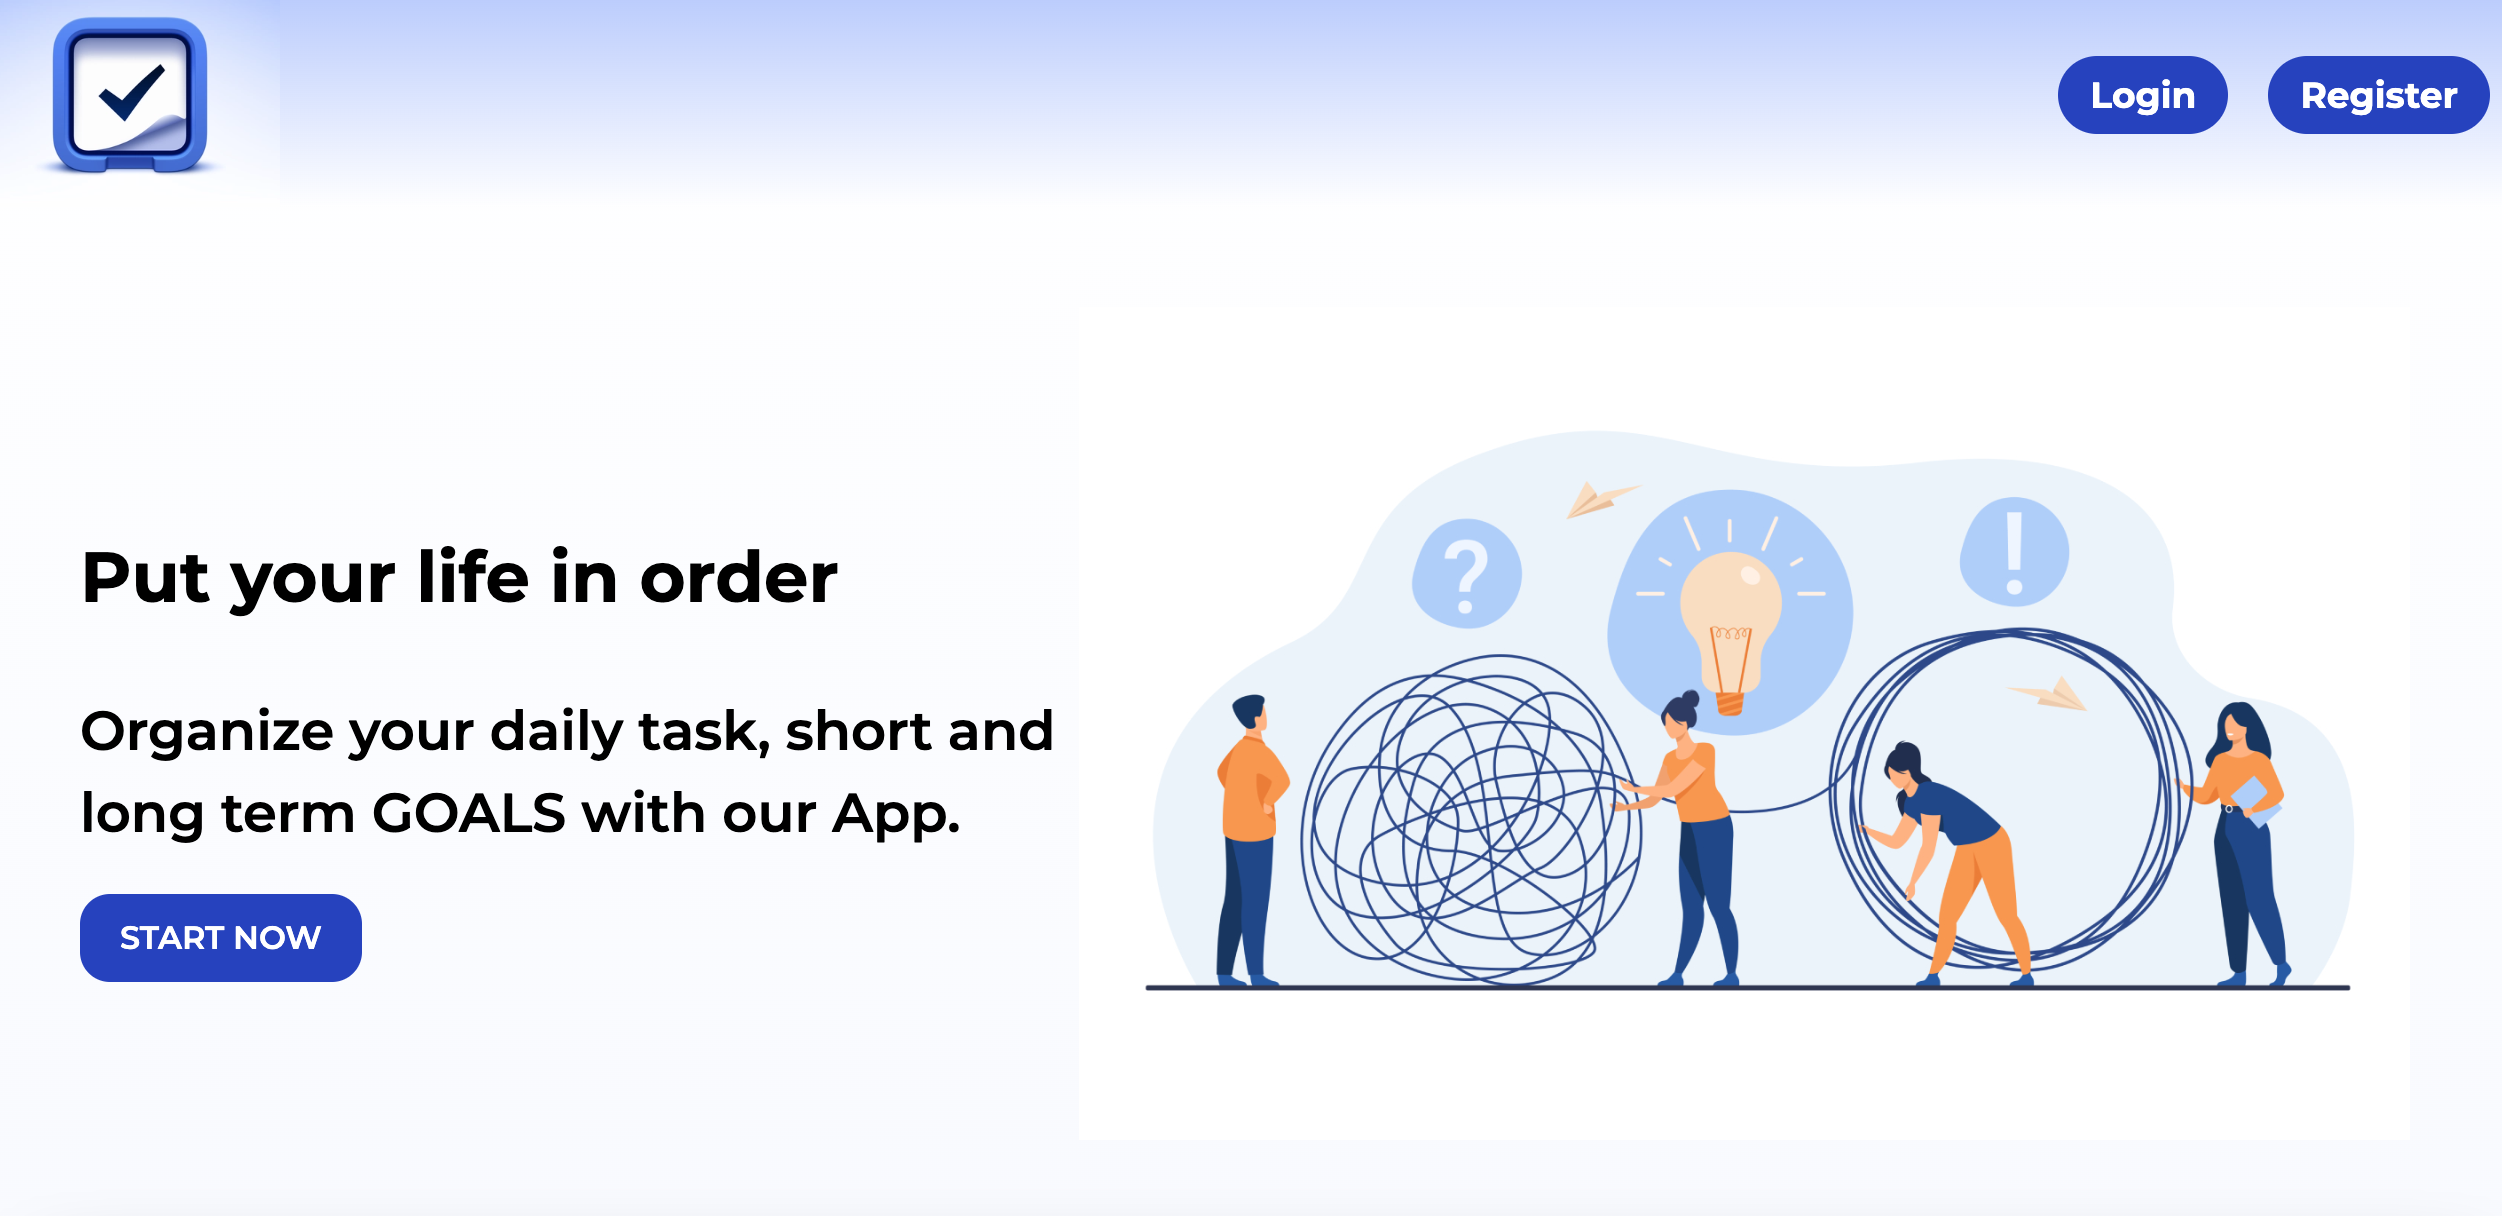 Login
Register
Put your life in order
Organize your daily task, short and
long term GOALS with our App.
START NOW
?
!